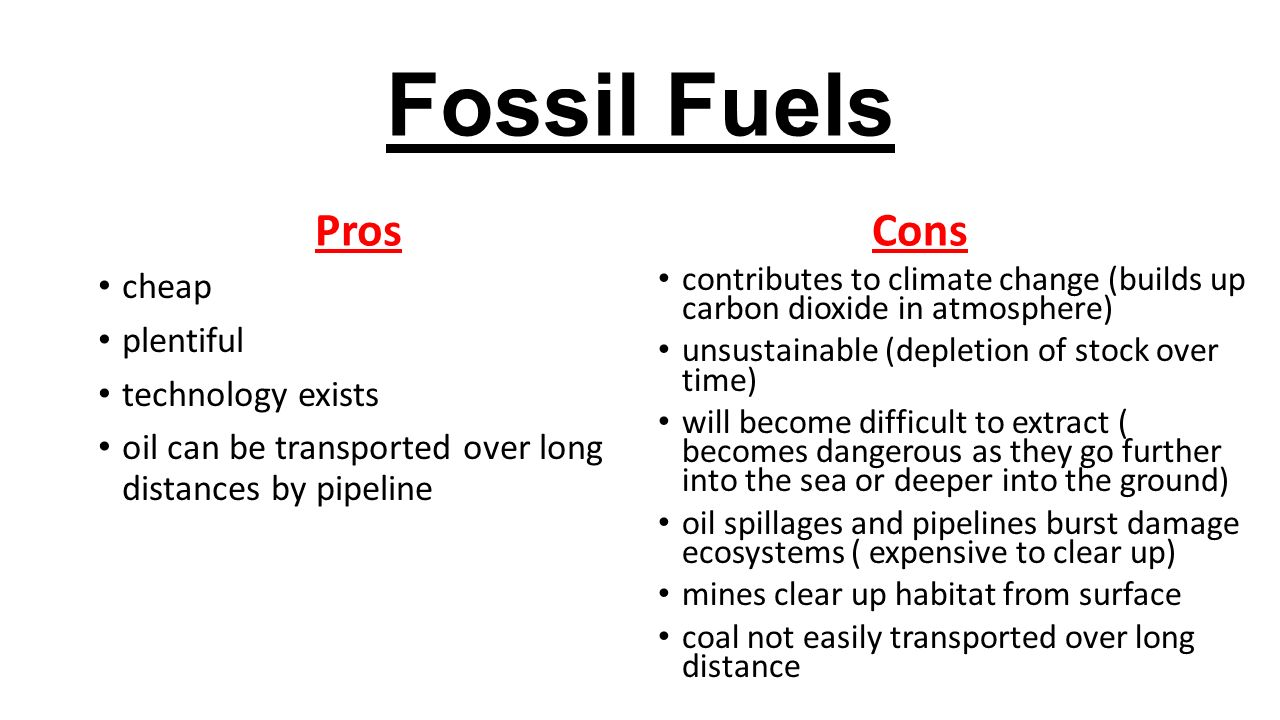 Fossil Fuels
Pros
• cheap
• plentiful
• technology exists
• oil can be transported over long
distances by pipeline
Cons
• contributes to climate change (builds up
carbon dioxide in atmosphere)
• unsustainable (depletion of stock over
time)
• will become difficult to extract (
becomes dangerous as they go further
into the sea or deeper into the ground)
• oil spillages and pipelines burst damage
ecosystems ( expensive to clear up)
• mines clear up habitat from surface
• coal not easily transported over long
distance